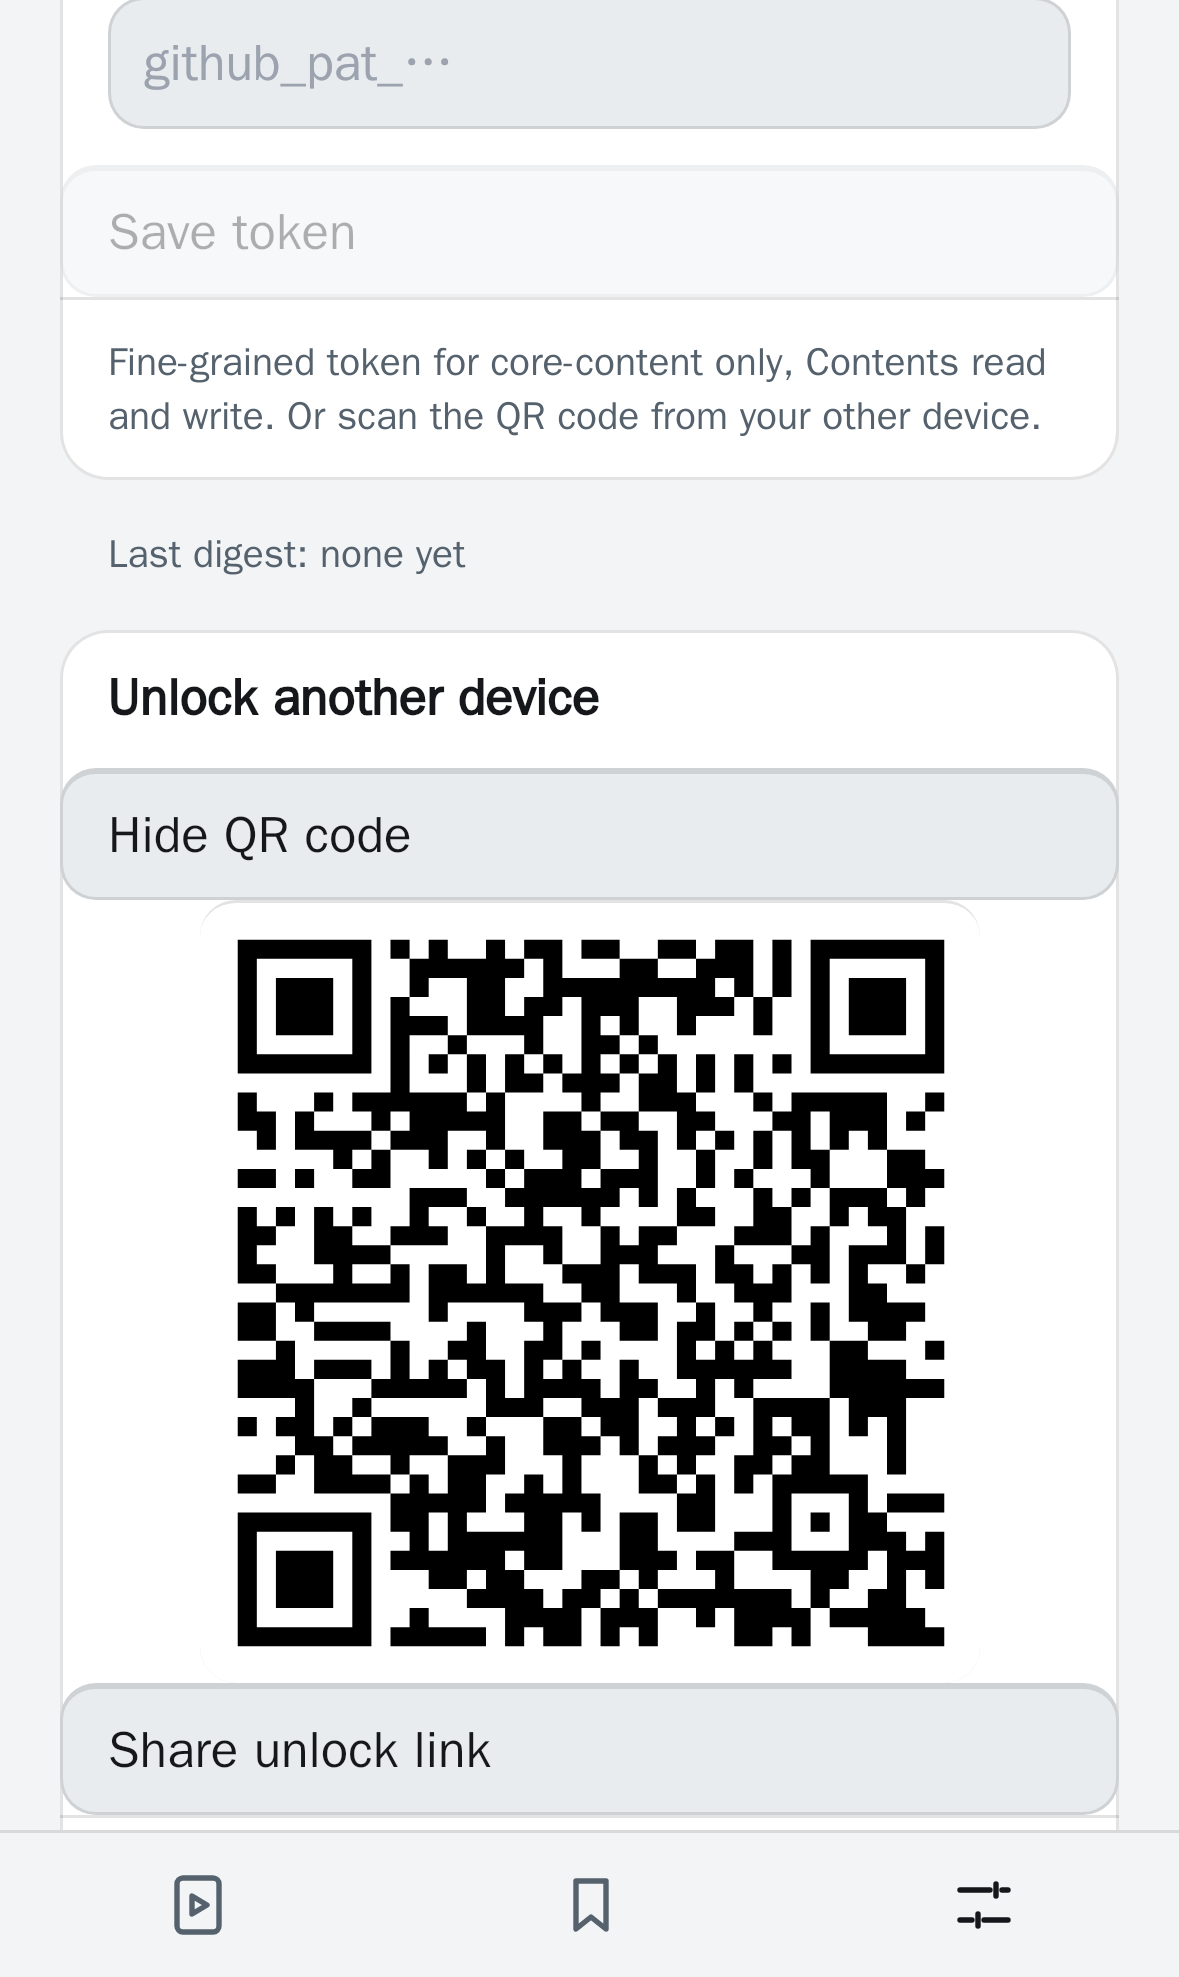 github_pat_…
Save token
Fine-grained token for core-content only, Contents read
and write. Or scan the QR code from your other device.
Last digest: none yet
Unlock another device
Hide QR code
Share unlock link